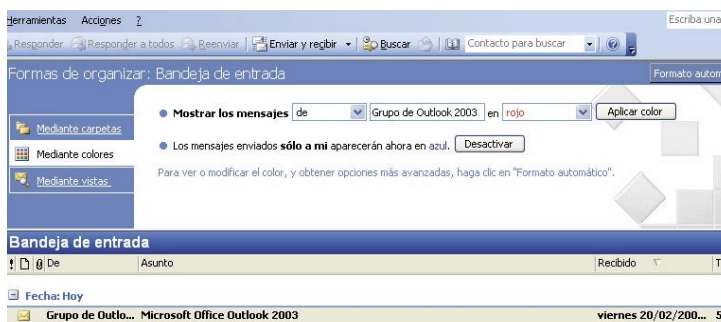 Herramientas Acciones ?
Escriba una
Responder Responder a todos Reenviar Enviar y recibir Buscar Contacto para buscar
Formas de organizar: Bandeja de entrada
Formato autom
Mostrar los mensajes de Grupo de Outlook 2003 en rojo Aplicar color
Mediante carpetas
Mediante colores
Los mensajes enviados sólo a mi aparecerán ahora en azul. Desactivar
Mediante vistas
Para ver o modificar el color, y obtener opciones más avanzadas, haga clic en "Formato automático".
Bandeja de entrada
! De Asunto Recibido T
Fecha: Hoy
Grupo de Outlo... Microsoft Office Outlook 2003 viernes 20/02/200... 5